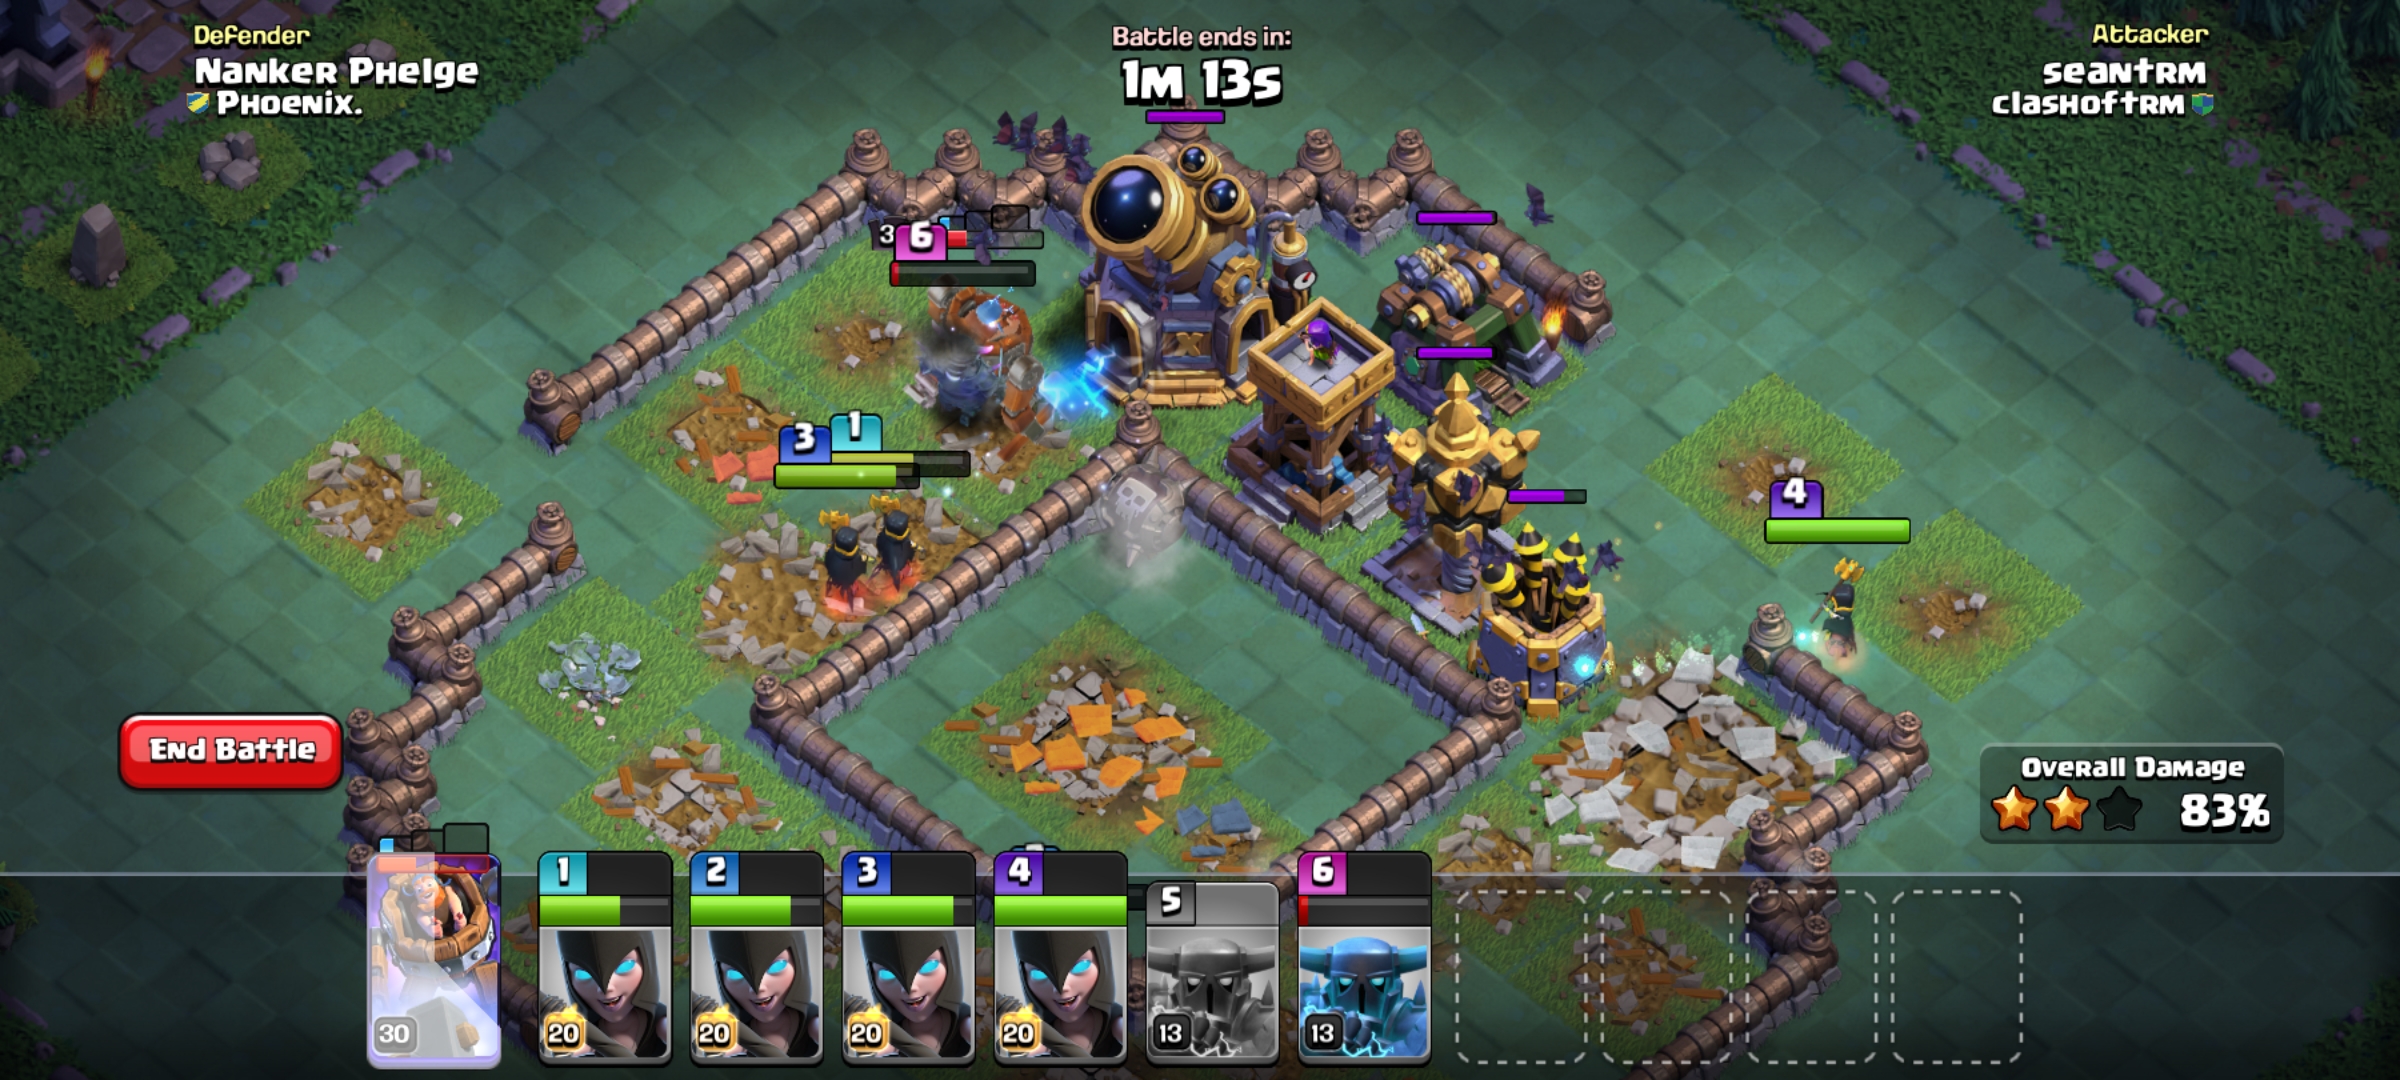 Defender
Nanker Phelge
Phoenix.
Battle ends in:
1M 13s
Attacker
seantrm
clashoftrm
3 6
3 1
4
End Battle
Overall Damage
83%
1 2 3 4 5 6
30 20 20 20 20 13 13